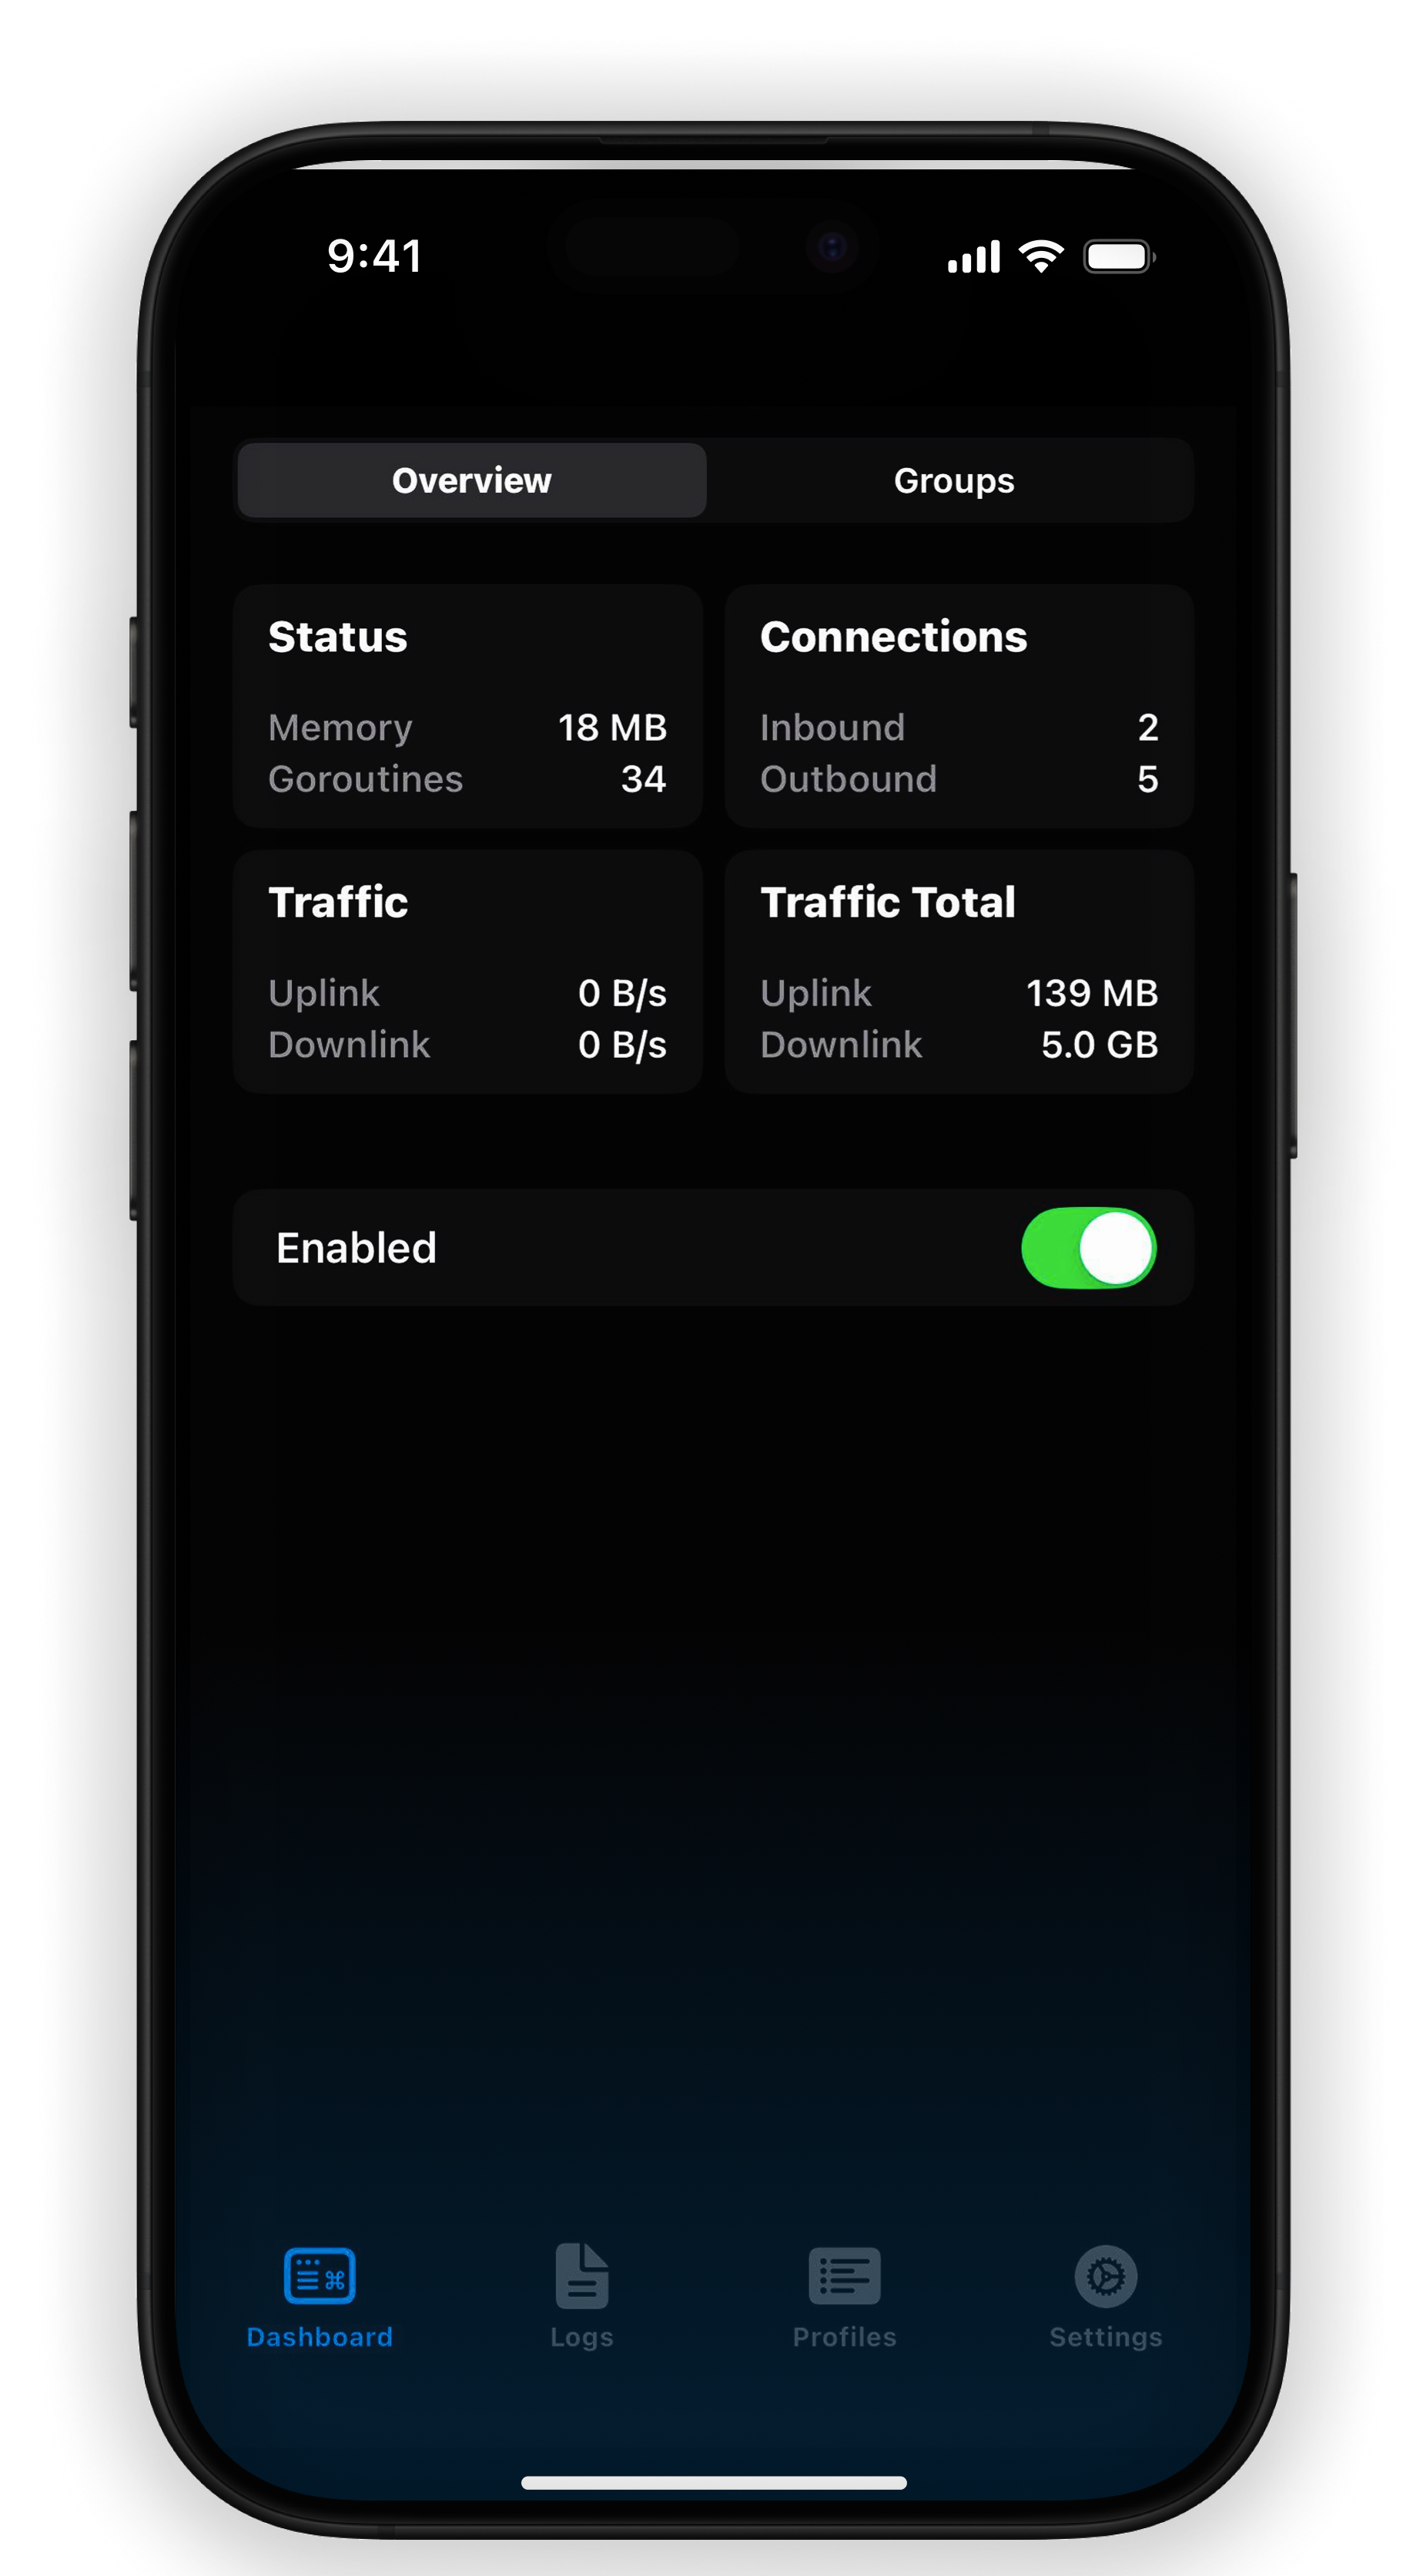 9:41
Overview Groups
Status
Memory 18 MB
Goroutines 34
Connections
Inbound 2
Outbound 5
Traffic
Uplink 0 B/s
Downlink 0 B/s
Traffic Total
Uplink 139 MB
Downlink 5.0 GB
Enabled
Dashboard Logs Profiles Settings